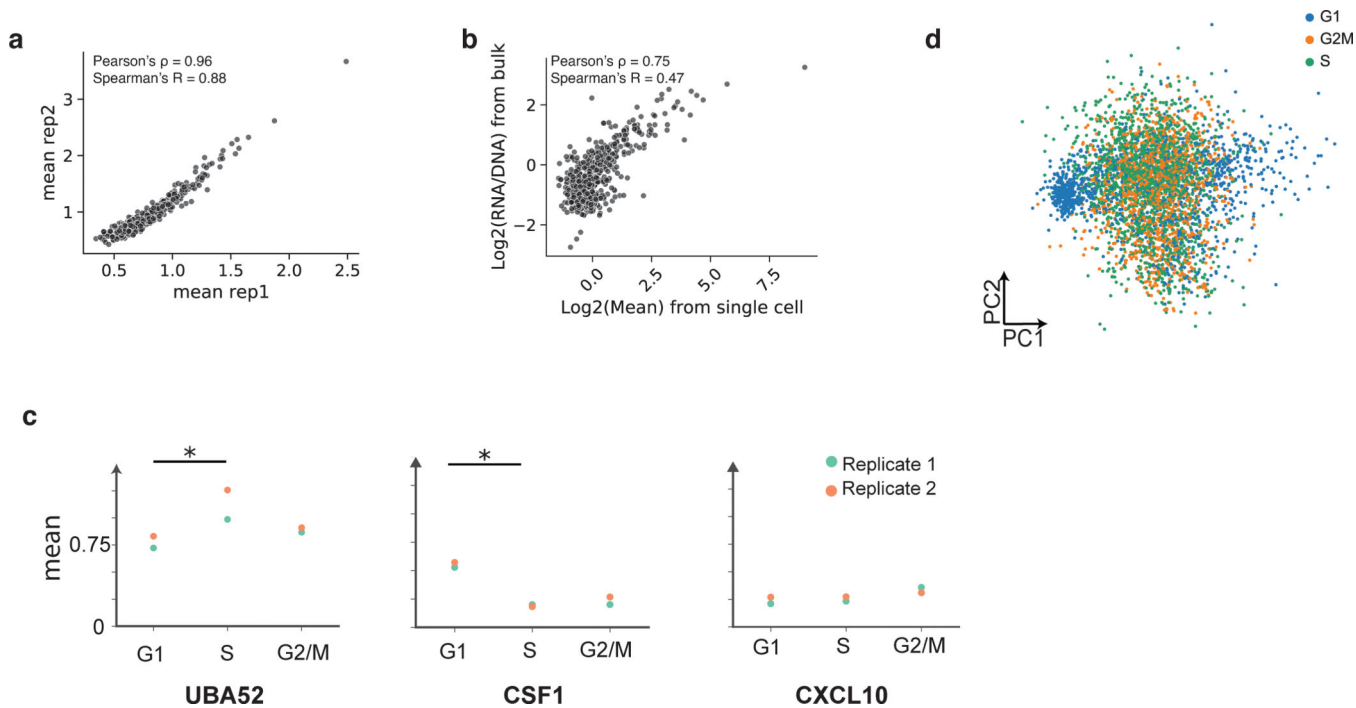 a
Pearson's ρ = 0.96
Spearman's R = 0.88
mean rep2
3
2
1
0.5
1.0
1.5
2.0
2.5
mean rep1
b
Pearson's ρ = 0.75
Spearman's R = 0.47
Log2(RNA/DNA) from bulk
2
0
−2
0.0
2.5
5.0
7.5
Log2(Mean) from single cell
d
G1
G2M
S
PC2
PC1
c
mean
0.75
0
*
G1
S
G2/M
UBA52
*
G1
S
G2/M
CSF1
Replicate 1
Replicate 2
G1
S
G2/M
CXCL10